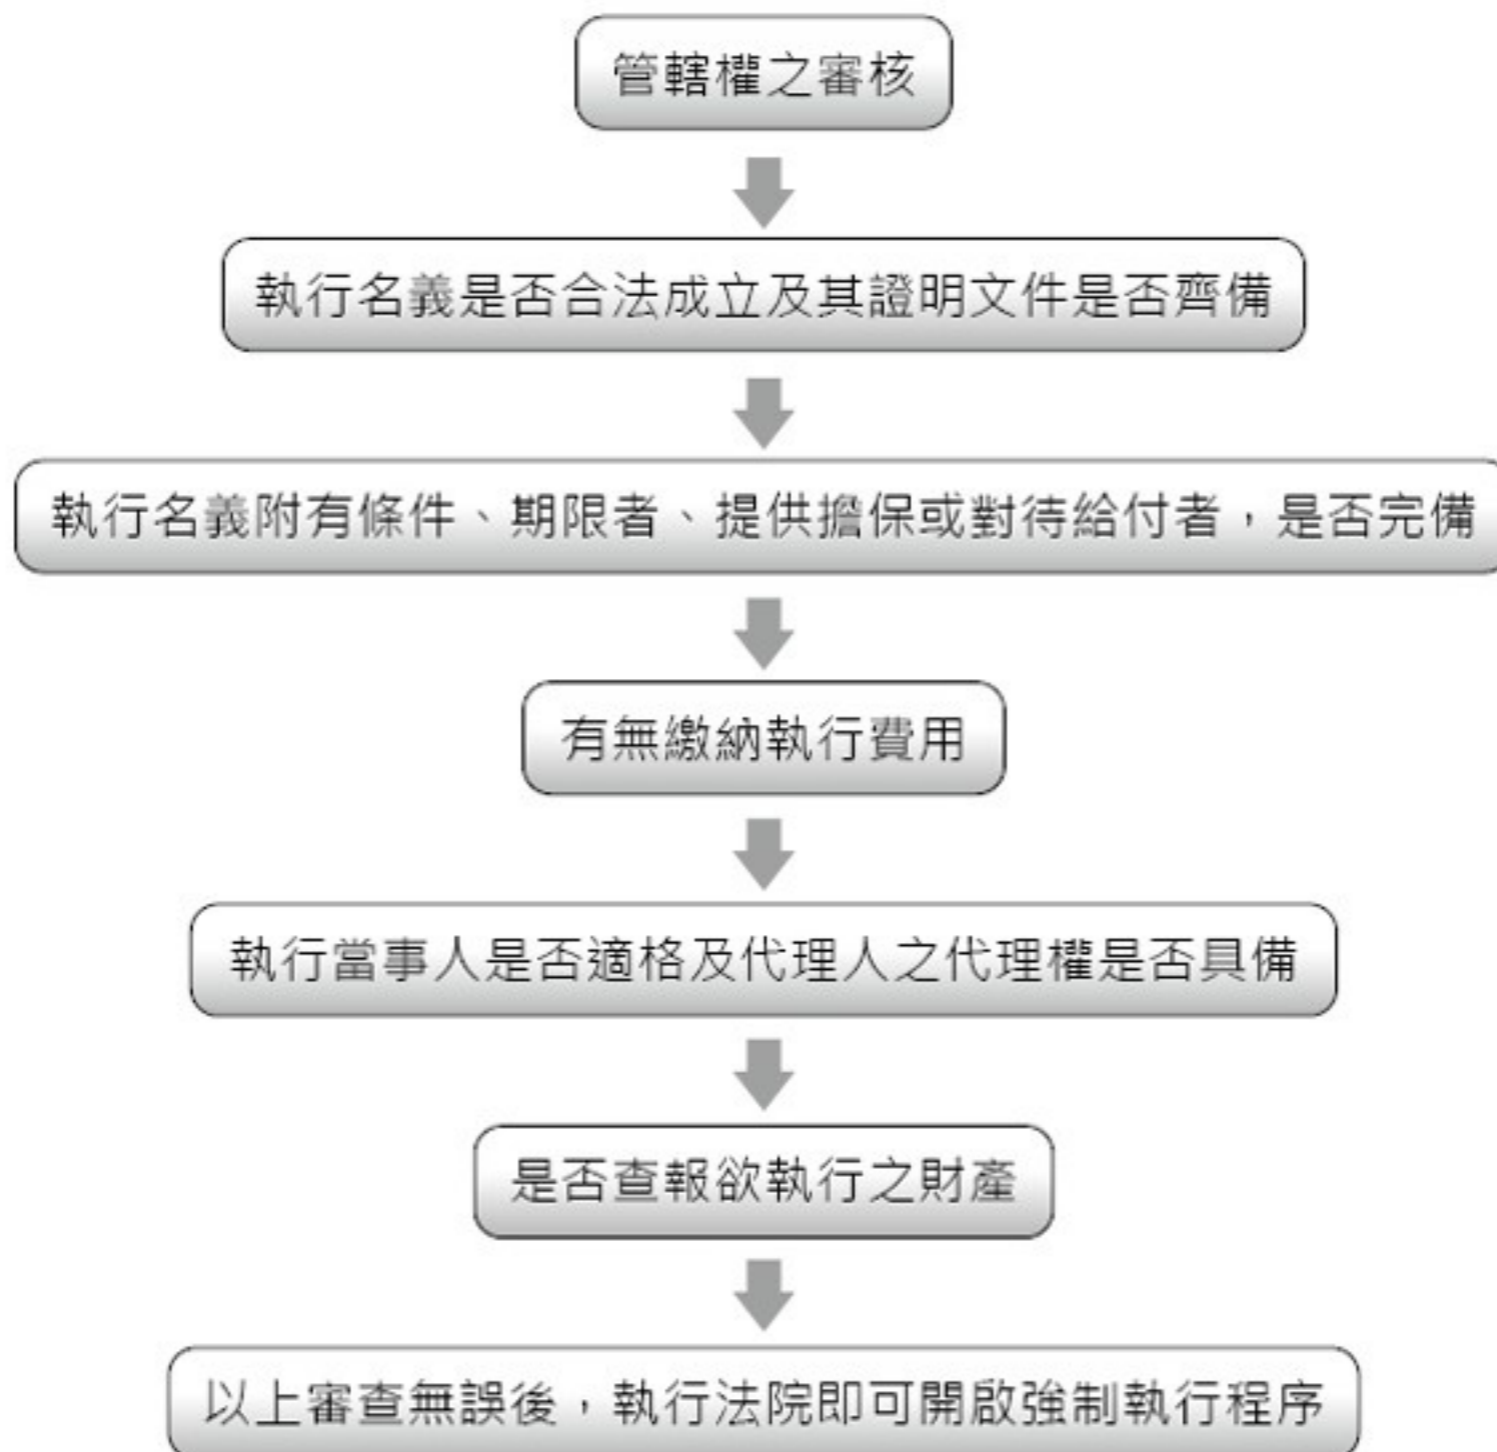 管轄權之審核
執行名義是否合法成立及其證明文件是否齊備
執行名義附有條件、期限者、提供擔保或對待給付者，是否完備
有無繳納執行費用
執行當事人是否適格及代理人之代理權是否具備
是否查報欲執行之財產
以上審查無誤後，執行法院即可開啟強制執行程序